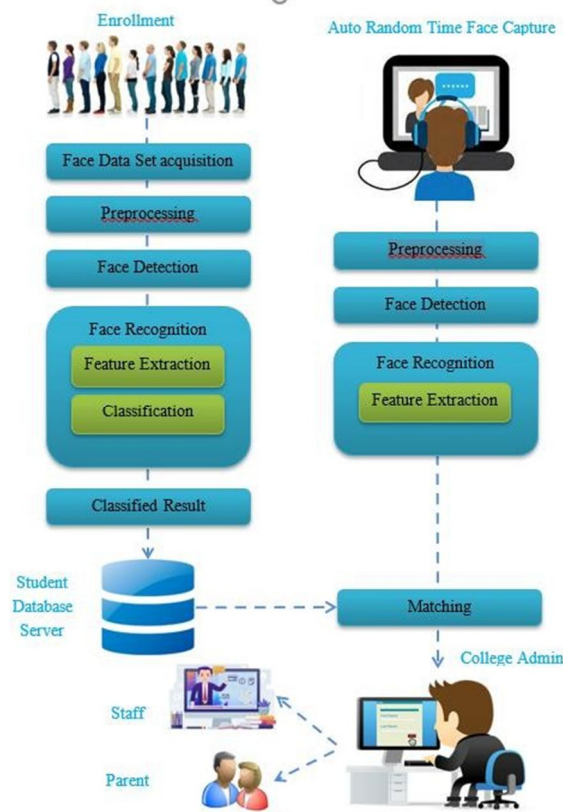 Enrollment
Face Data Set acquisition
Preprocessing
Face Detection
Face Recognition
Feature Extraction
Classification
Classified Result
Student
Database
Server
Auto Random Time Face Capture
Preprocessing
Face Detection
Face Recognition
Feature Extraction
Matching
College Admin
Staff
Parent